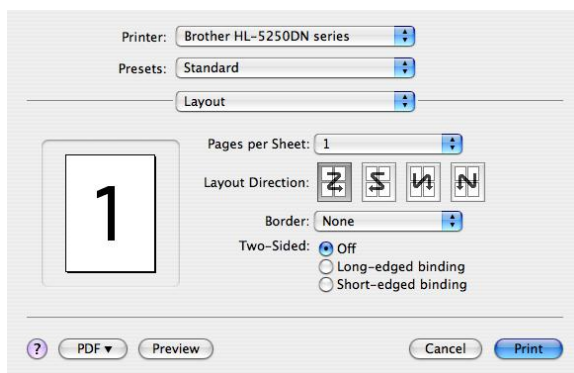 Printer: Brother HL-5250DN series
Presets: Standard
Layout
Pages per Sheet: 1
Layout Direction:
1
Border: None
Two-Sided: Off
Long-edged binding
Short-edged binding
? PDF▼ Preview Cancel Print